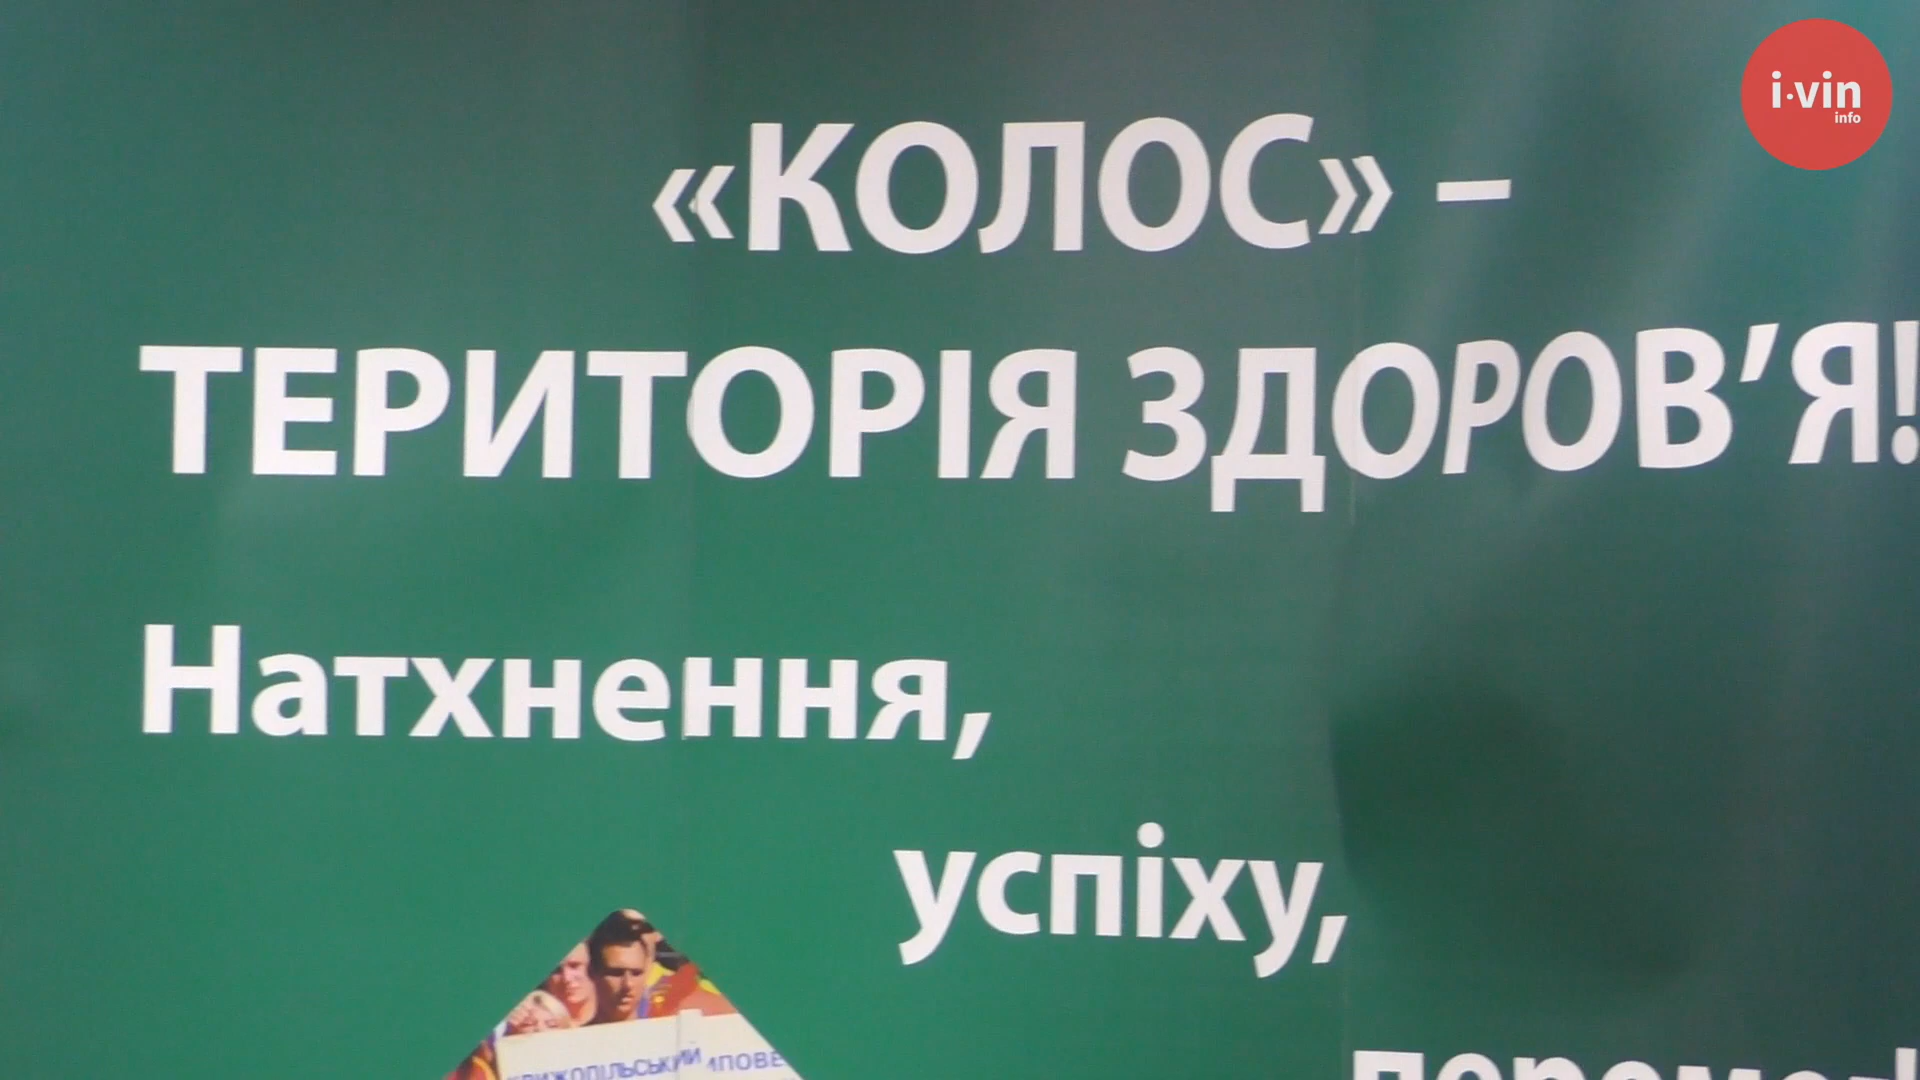 i·vin
info
«КОЛОС» –
ТЕРИТОРІЯ ЗДОРОВ’Я!
Натхнення,
успіху,